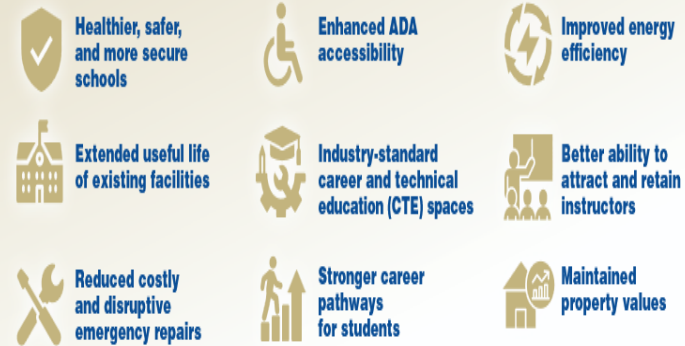 Healthier, safer,
and more secure
schools
Enhanced ADA
accessibility
Improved energy
efficiency
Extended useful life
of existing facilities
Industry-standard
career and technical
education (CTE) spaces
Better ability to
attract and retain
instructors
Reduced costly
and disruptive
emergency repairs
Stronger career
pathways
for students
Maintained
property values